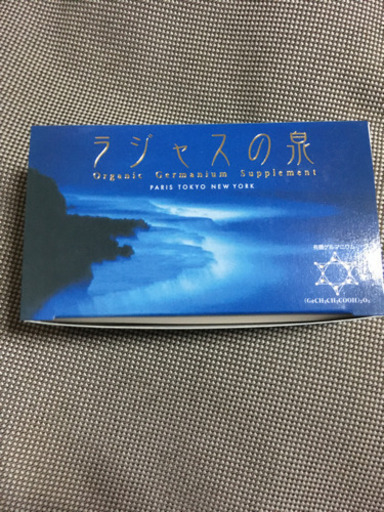 ラジャスの泉
Organic Germanium Supplement
PARIS TOKYO NEW YORK
有機ゲルマニウム
(GeCH₂CH₂COOH)₂O₃